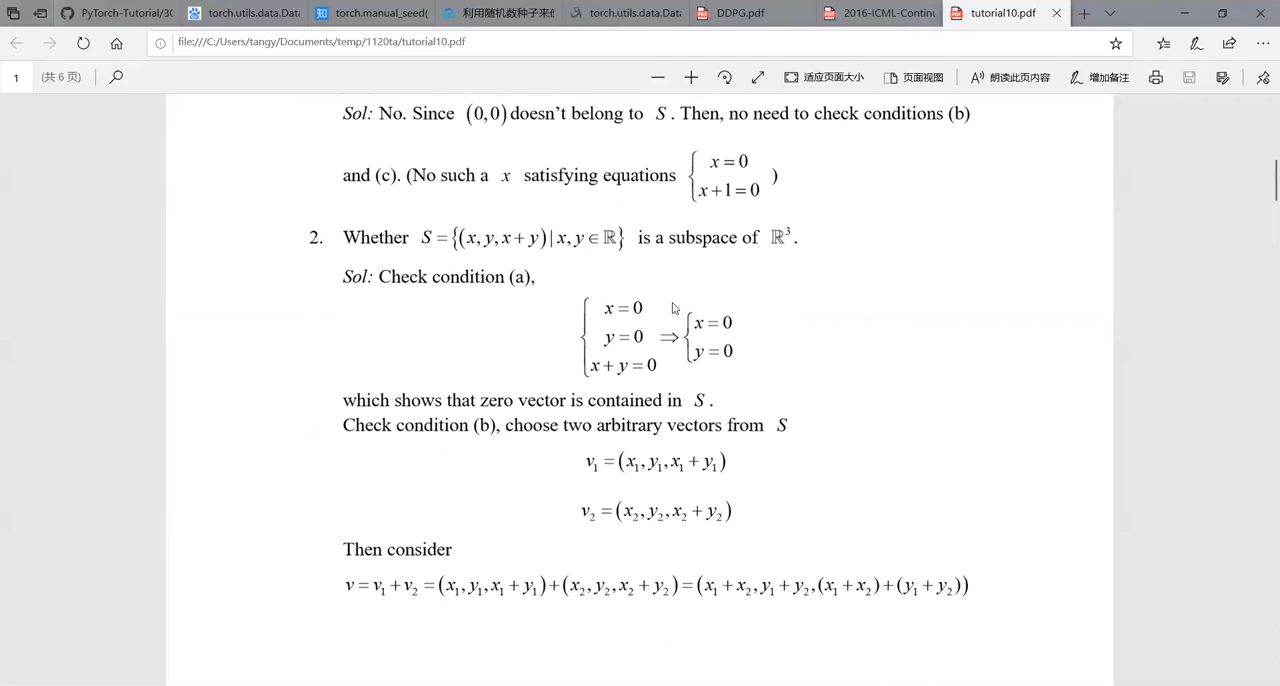 PyTorch-Tutorial/30
torch.utils.data.Data
torch.manual_seed(
利用随机数种子来使
torch.utils.data.Data
DDPG.pdf
2016-ICML-Continu
tutorial10.pdf
file:///C:/Users/tangy/Documents/temp/1120ta/tutorial10.pdf
1 (共 6 页) 适应页面大小 页面视图 朗读此页内容 增加备注
Sol: No. Since (0,0) doesn't belong to S. Then, no need to check conditions (b)
and (c). (No such a x satisfying equations { x = 0
x + 1 = 0 )
2. Whether S = {(x, y, x + y) | x, y ∈ ℝ} is a subspace of ℝ³.
Sol: Check condition (a),
x = 0
y = 0
x + y = 0
⇒
x = 0
y = 0
which shows that zero vector is contained in S.
Check condition (b), choose two arbitrary vectors from S
v₁ = (x₁, y₁, x₁ + y₁)
v₂ = (x₂, y₂, x₂ + y₂)
Then consider
v = v₁ + v₂ = (x₁, y₁, x₁ + y₁) + (x₂, y₂, x₂ + y₂) = (x₁ + x₂, y₁ + y₂, (x₁ + x₂) + (y₁ + y₂))